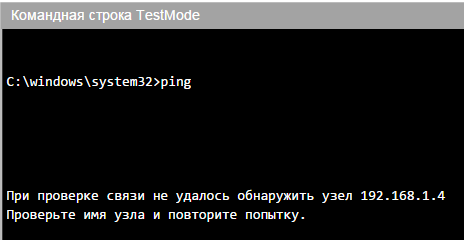 Командная строка TestMode
C:\windows\system32>ping
При проверке связи не удалось обнаружить узел 192.168.1.4
Проверьте имя узла и повторите попытку.